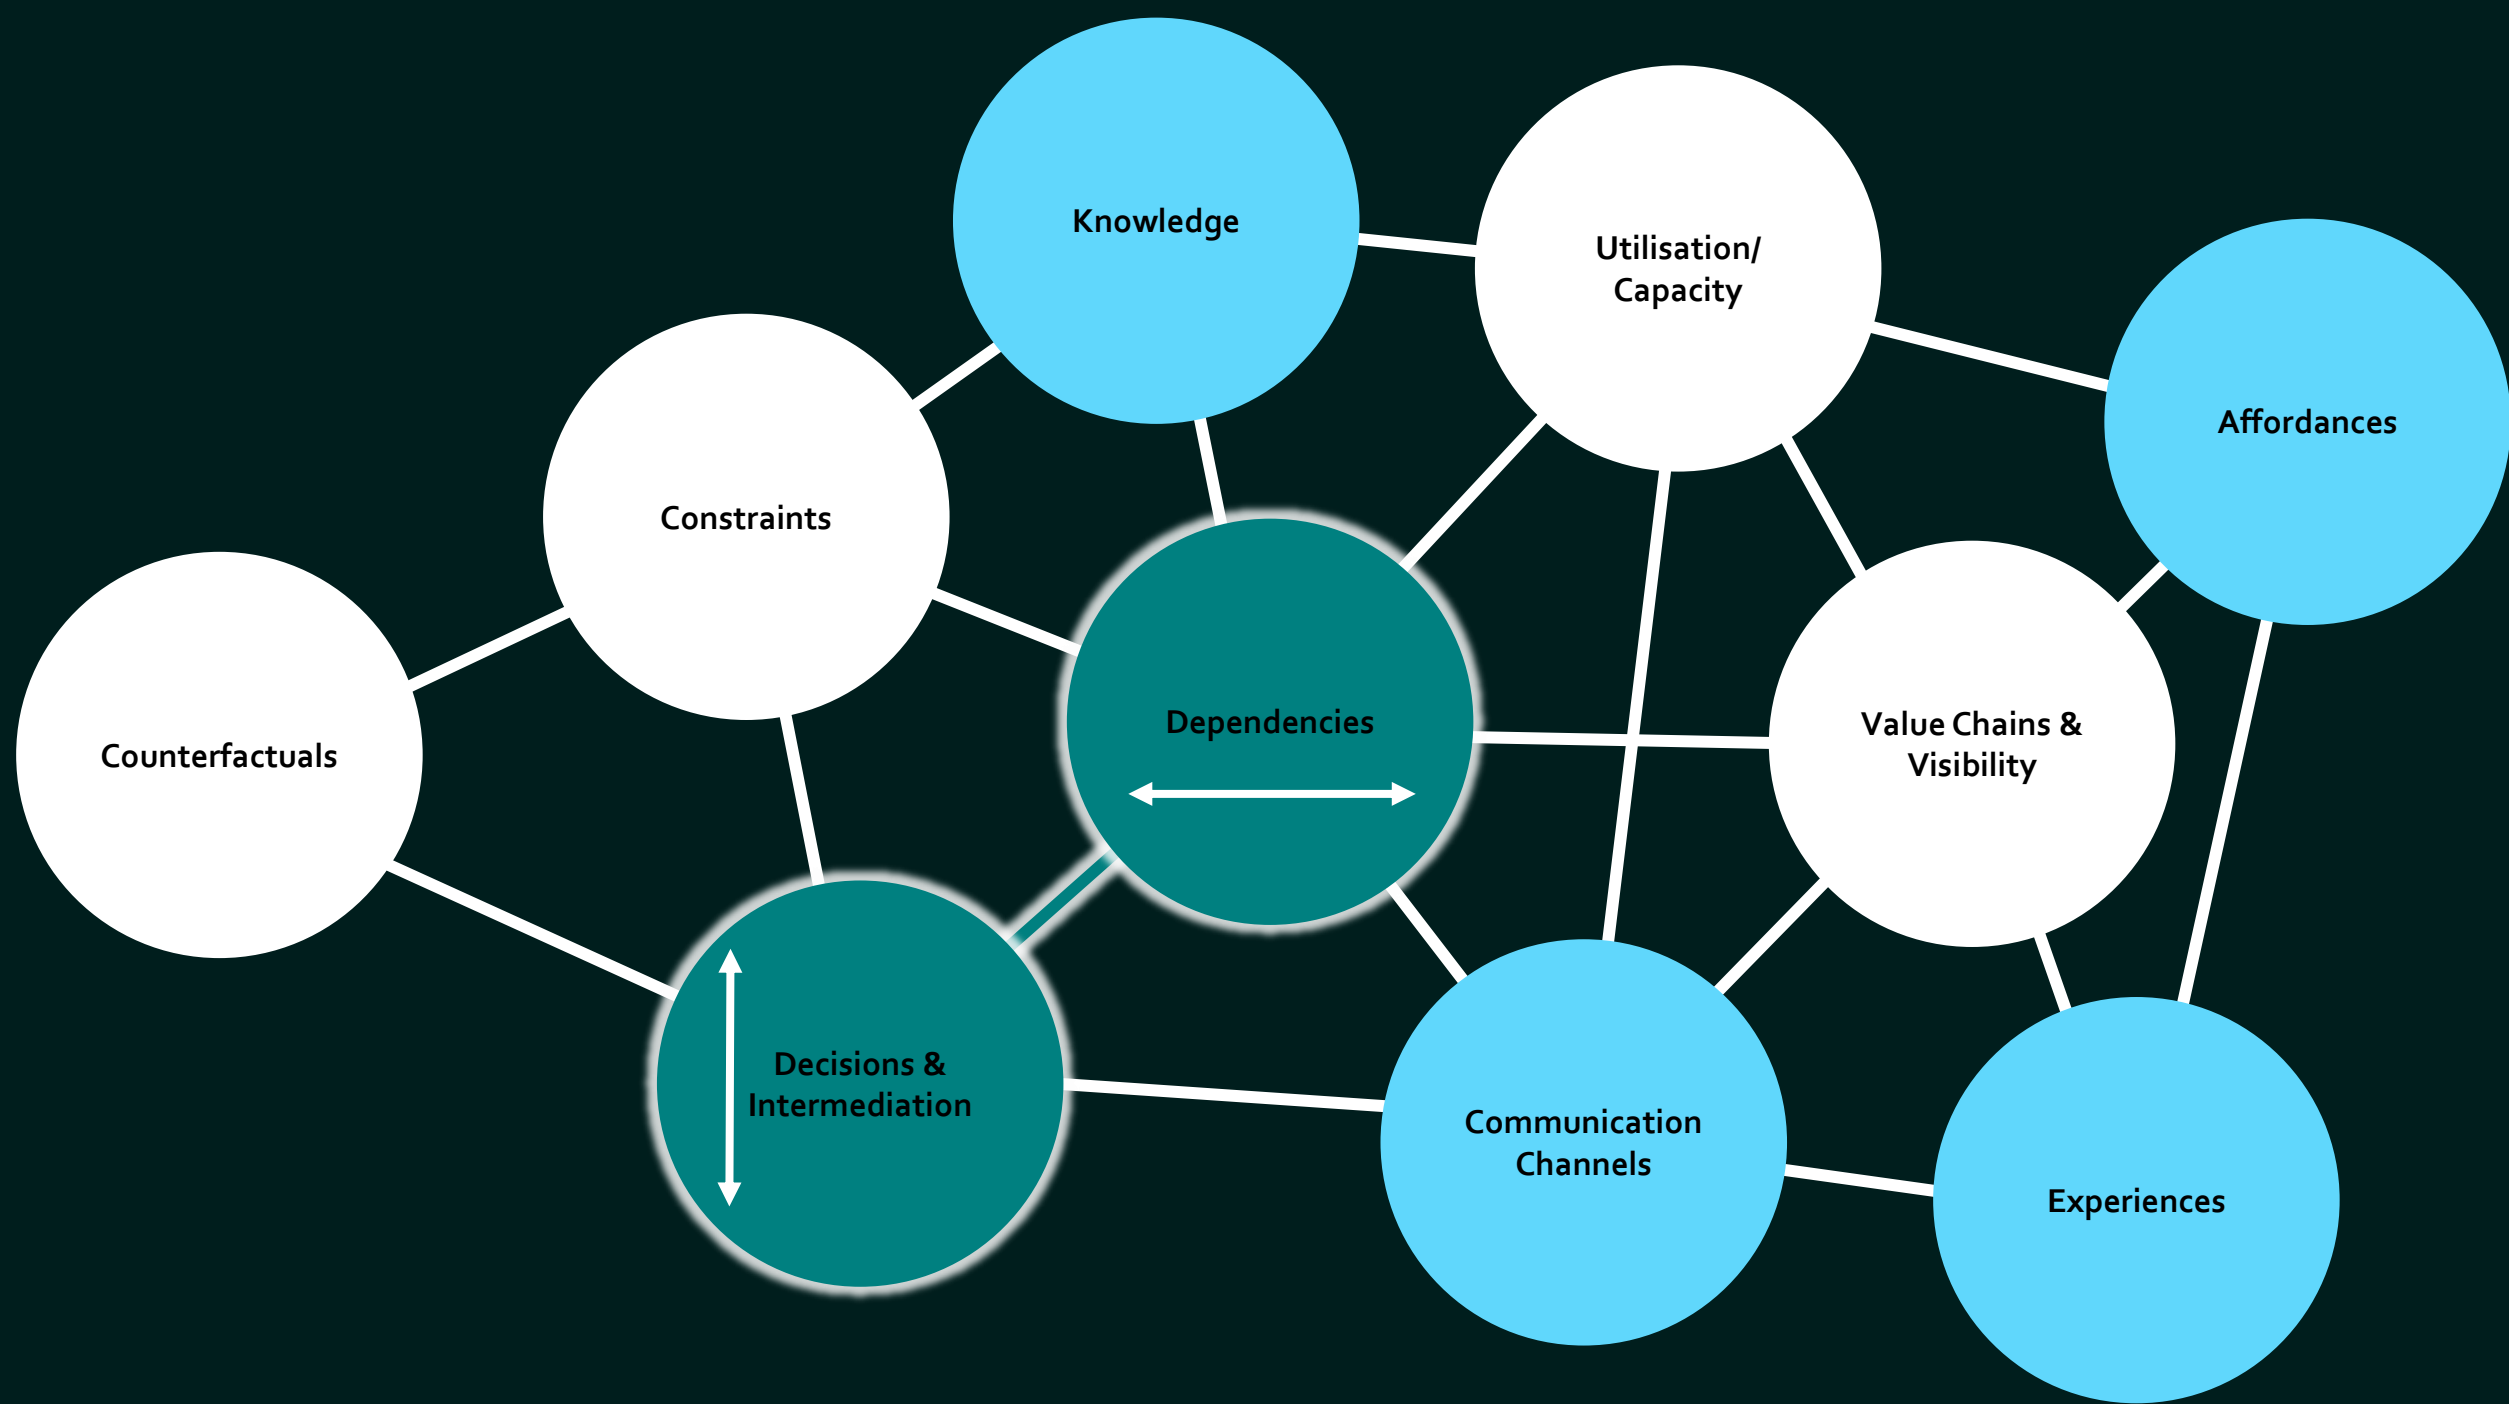 Knowledge
Utilisation/
Capacity
Affordances
Constraints
Counterfactuals
Dependencies
Value Chains &
Visibility
Decisions &
Intermediation
Communication
Channels
Experiences